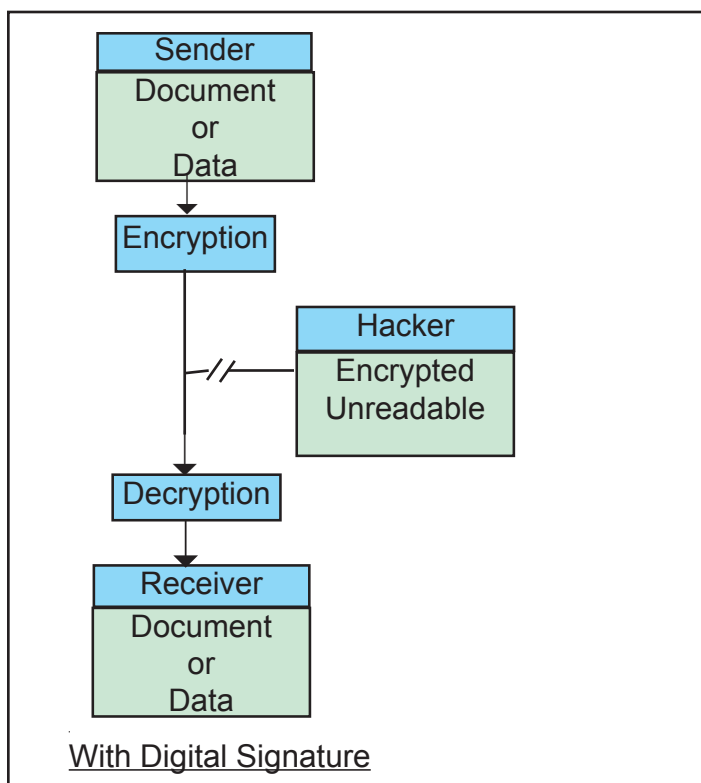 Sender
Document
or
Data
Encryption
Hacker
Encrypted
Unreadable
Decryption
Receiver
Document
or
Data
With Digital Signature